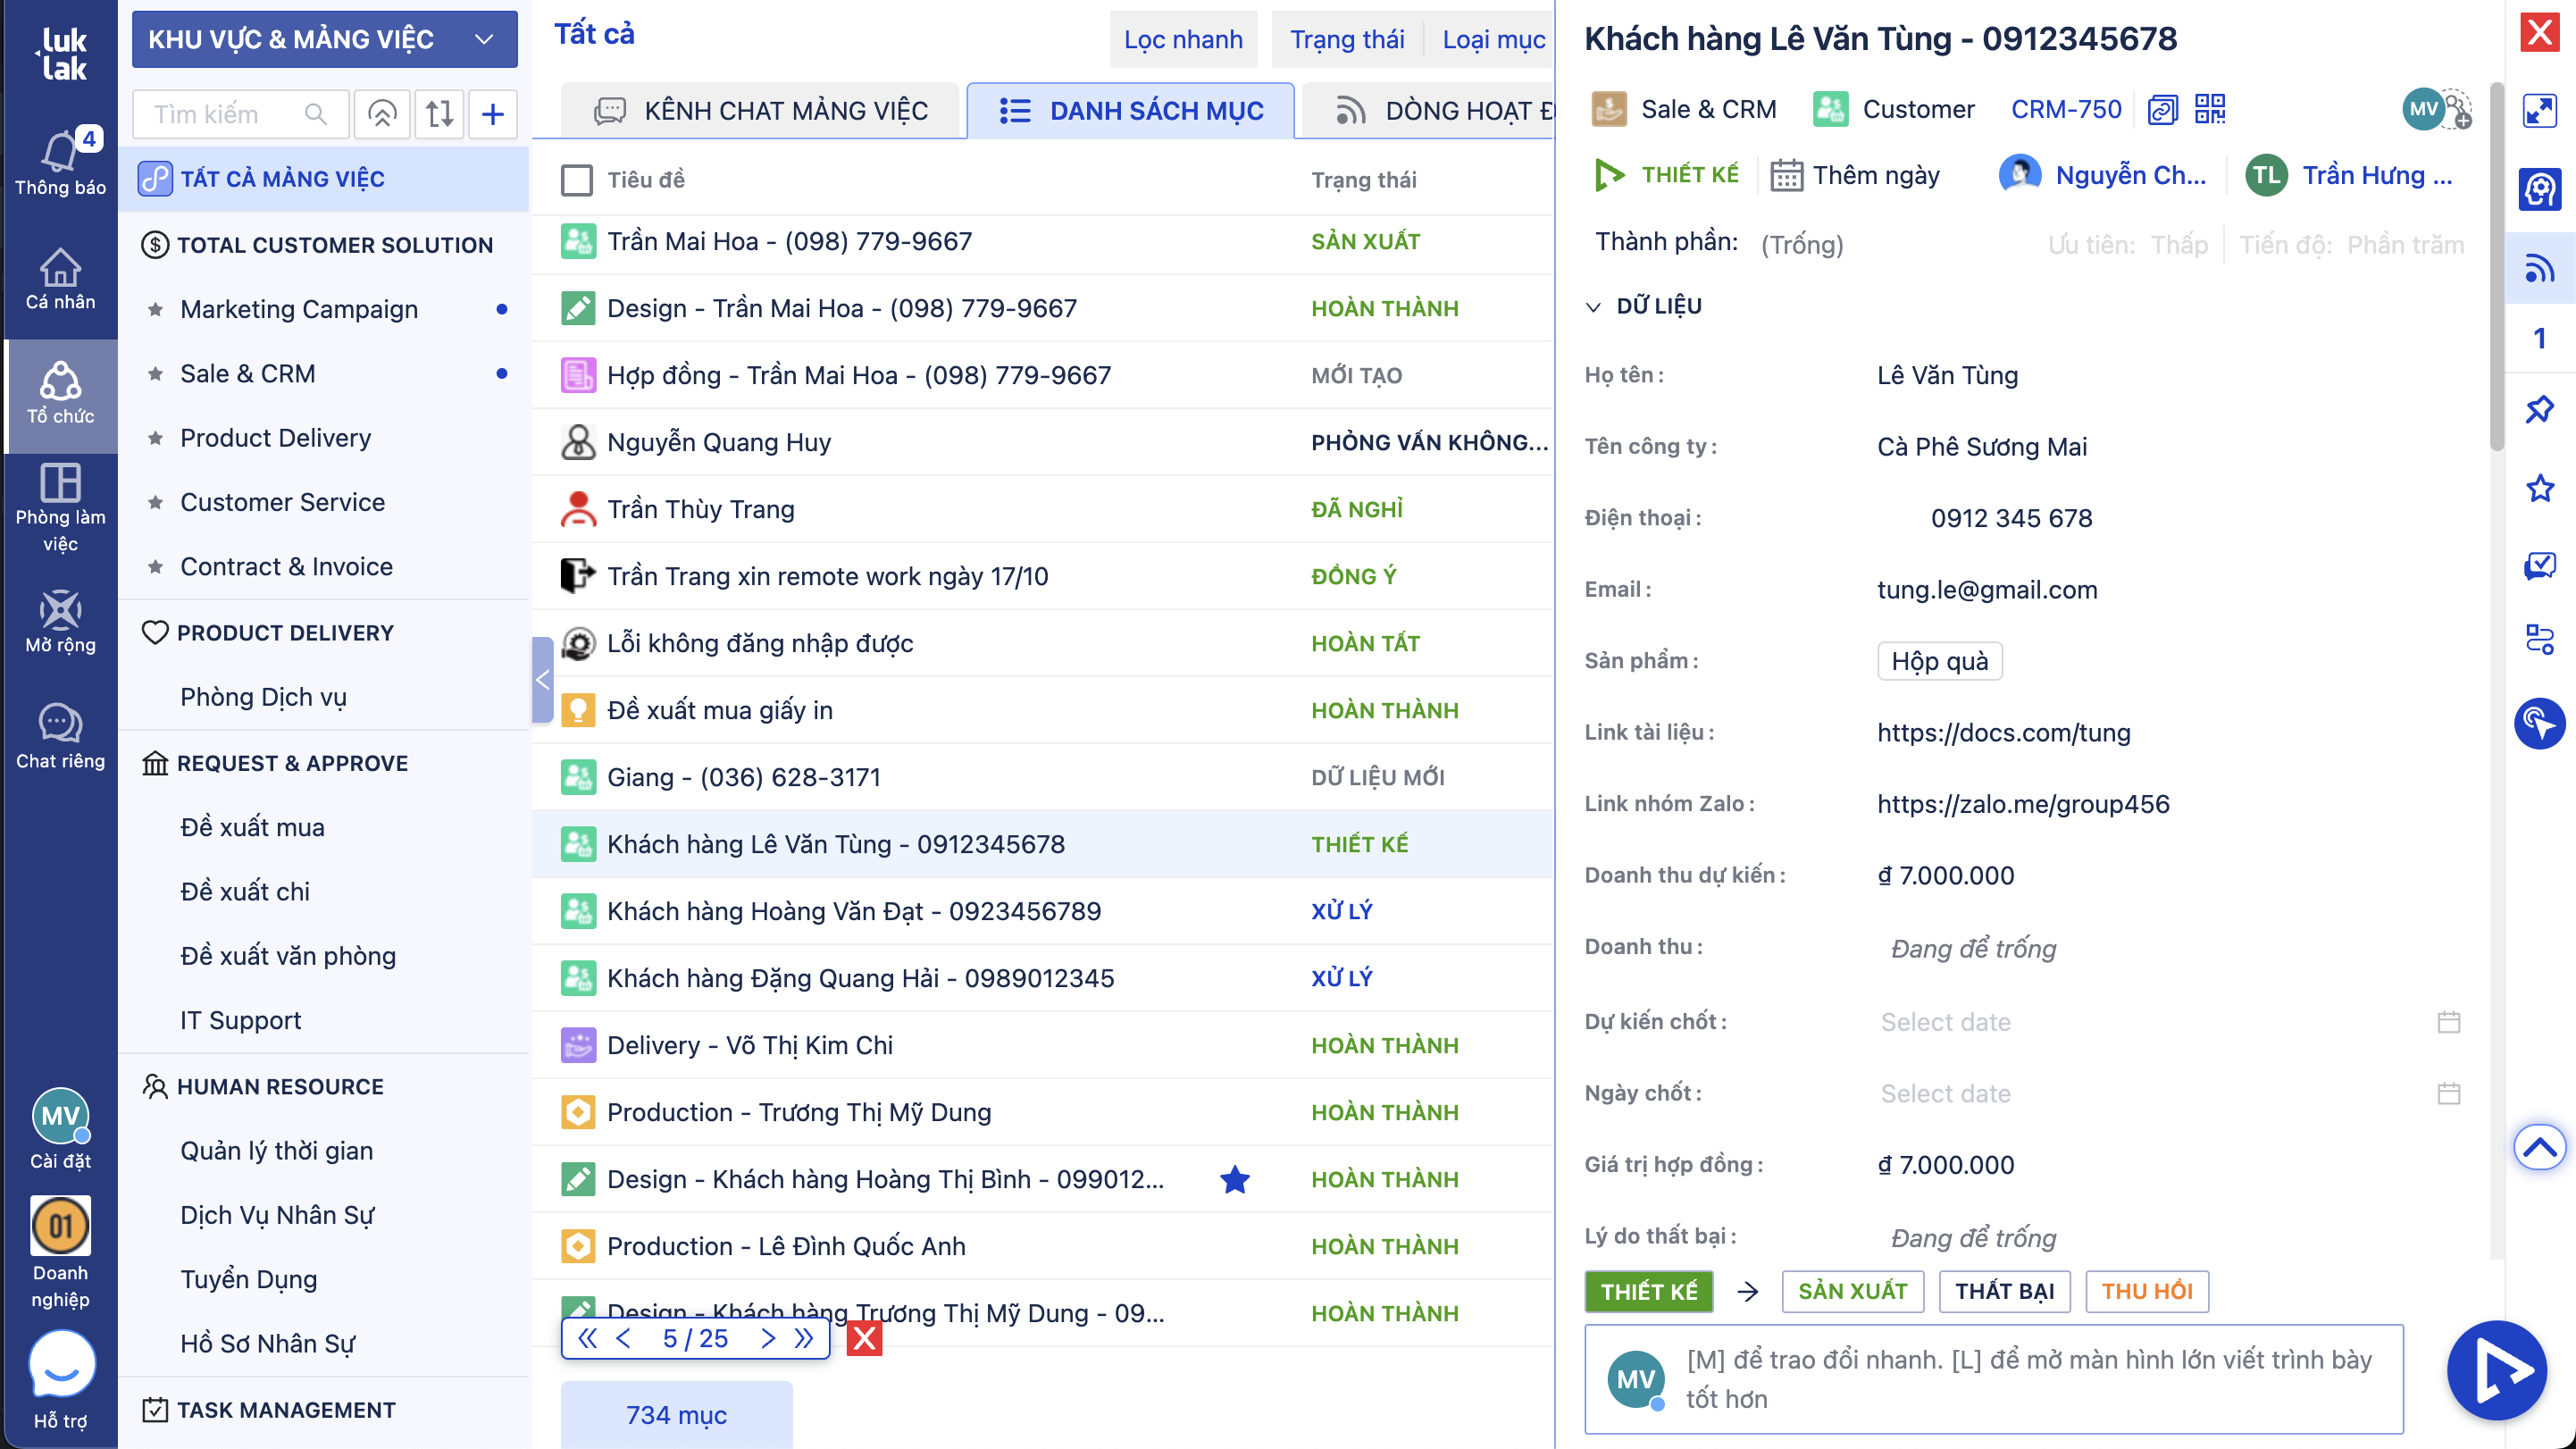 luk
lak
4
Thông báo
Cá nhân
Tổ chức
Phòng làm
việc
Mở rộng
Chat riêng
MV
Cài đặt
01
Doanh
nghiệp
Hỗ trợ
KHU VỰC & MẢNG VIỆC
Tìm kiếm
TẤT CẢ MẢNG VIỆC
TOTAL CUSTOMER SOLUTION
Marketing Campaign
Sale & CRM
Product Delivery
Customer Service
Contract & Invoice
PRODUCT DELIVERY
Phòng Dịch vụ
REQUEST & APPROVE
Đề xuất mua
Đề xuất chi
Đề xuất văn phòng
IT Support
HUMAN RESOURCE
Quản lý thời gian
Dịch Vụ Nhân Sự
Tuyển Dụng
Hồ Sơ Nhân Sự
TASK MANAGEMENT
Tất cả
Lọc nhanh
Trạng thái
Loại mục
KÊNH CHAT MẢNG VIỆC
DANH SÁCH MỤC
DÒNG HOẠT Đ
Tiêu đề Trạng thái
Trần Mai Hoa - (098) 779-9667 SẢN XUẤT
Design - Trần Mai Hoa - (098) 779-9667 HOÀN THÀNH
Hợp đồng - Trần Mai Hoa - (098) 779-9667 MỚI TẠO
Nguyễn Quang Huy PHỎNG VẤN KHÔNG...
Trần Thùy Trang ĐÃ NGHỈ
Trần Trang xin remote work ngày 17/10 ĐỒNG Ý
Lỗi không đăng nhập được HOÀN TẤT
Đề xuất mua giấy in HOÀN THÀNH
Giang - (036) 628-3171 DỮ LIỆU MỚI
Khách hàng Lê Văn Tùng - 0912345678 THIẾT KẾ
Khách hàng Hoàng Văn Đạt - 0923456789 XỬ LÝ
Khách hàng Đặng Quang Hải - 0989012345 XỬ LÝ
Delivery - Võ Thị Kim Chi HOÀN THÀNH
Production - Trương Thị Mỹ Dung HOÀN THÀNH
Design - Khách hàng Hoàng Thị Bình - 099012... HOÀN THÀNH
Production - Lê Đình Quốc Anh HOÀN THÀNH
Design - Khách hàng Trương Thị Mỹ Dung - 09... HOÀN THÀNH
5 / 25
734 mục
Khách hàng Lê Văn Tùng - 0912345678
Sale & CRM Customer CRM-750 MV
THIẾT KẾ Thêm ngày Nguyễn Ch... TL Trần Hưng ...
Thành phần: (Trống) Ưu tiên: Thấp Tiến độ: Phần trăm
DỮ LIỆU
Họ tên : Lê Văn Tùng
Tên công ty : Cà Phê Sương Mai
Điện thoại : 0912 345 678
Email : tung.le@gmail.com
Sản phẩm : Hộp quà
Link tài liệu : https://docs.com/tung
Link nhóm Zalo : https://zalo.me/group456
Doanh thu dự kiến : ₫ 7.000.000
Doanh thu : Đang để trống
Dự kiến chốt : Select date
Ngày chốt : Select date
Giá trị hợp đồng : ₫ 7.000.000
Lý do thất bại : Đang để trống
THIẾT KẾ SẢN XUẤT THẤT BẠI THU HỒI
MV
[M] để trao đổi nhanh. [L] để mở màn hình lớn viết trình bày
tốt hơn
1